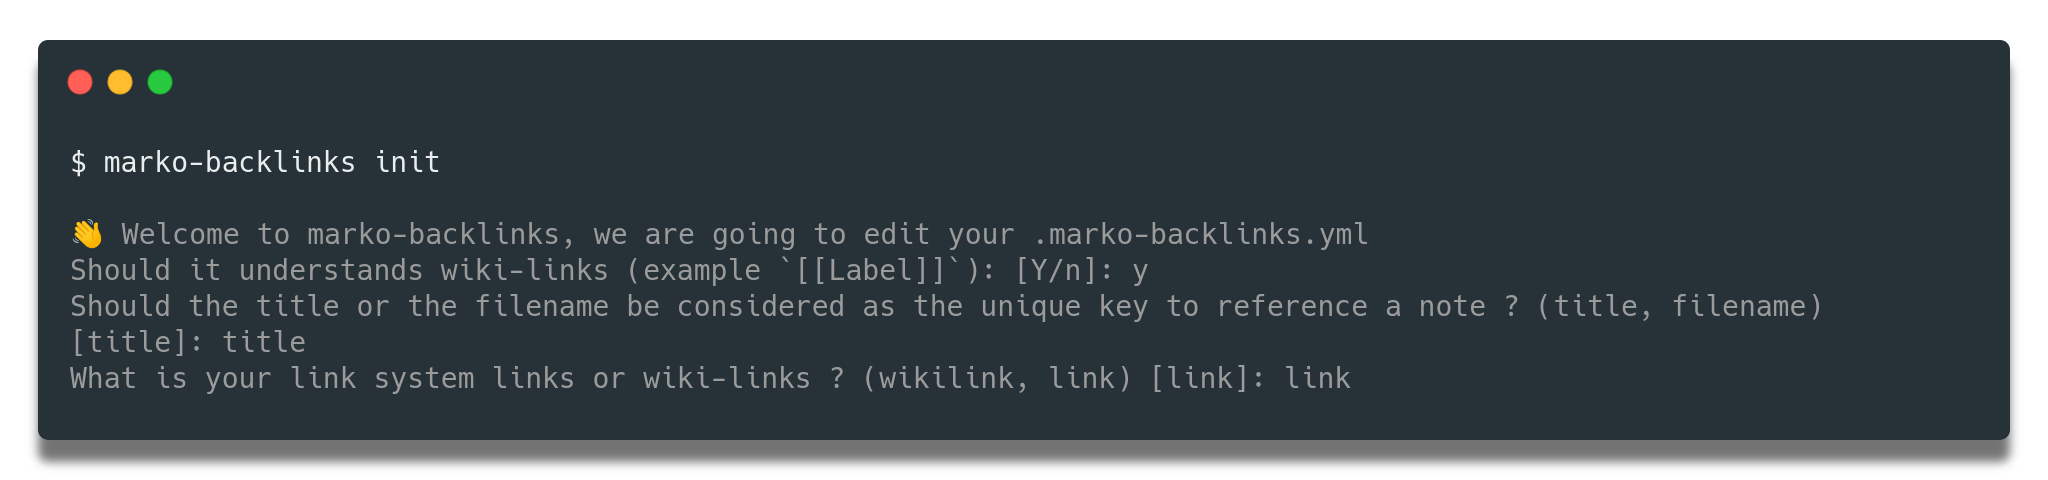 $ marko-backlinks init
👋 Welcome to marko-backlinks, we are going to edit your .marko-backlinks.yml
Should it understands wiki-links (example `[[Label]]`): [Y/n]: y
Should the title or the filename be considered as the unique key to reference a note ? (title, filename)
[title]: title
What is your link system links or wiki-links ? (wikilink, link) [link]: link